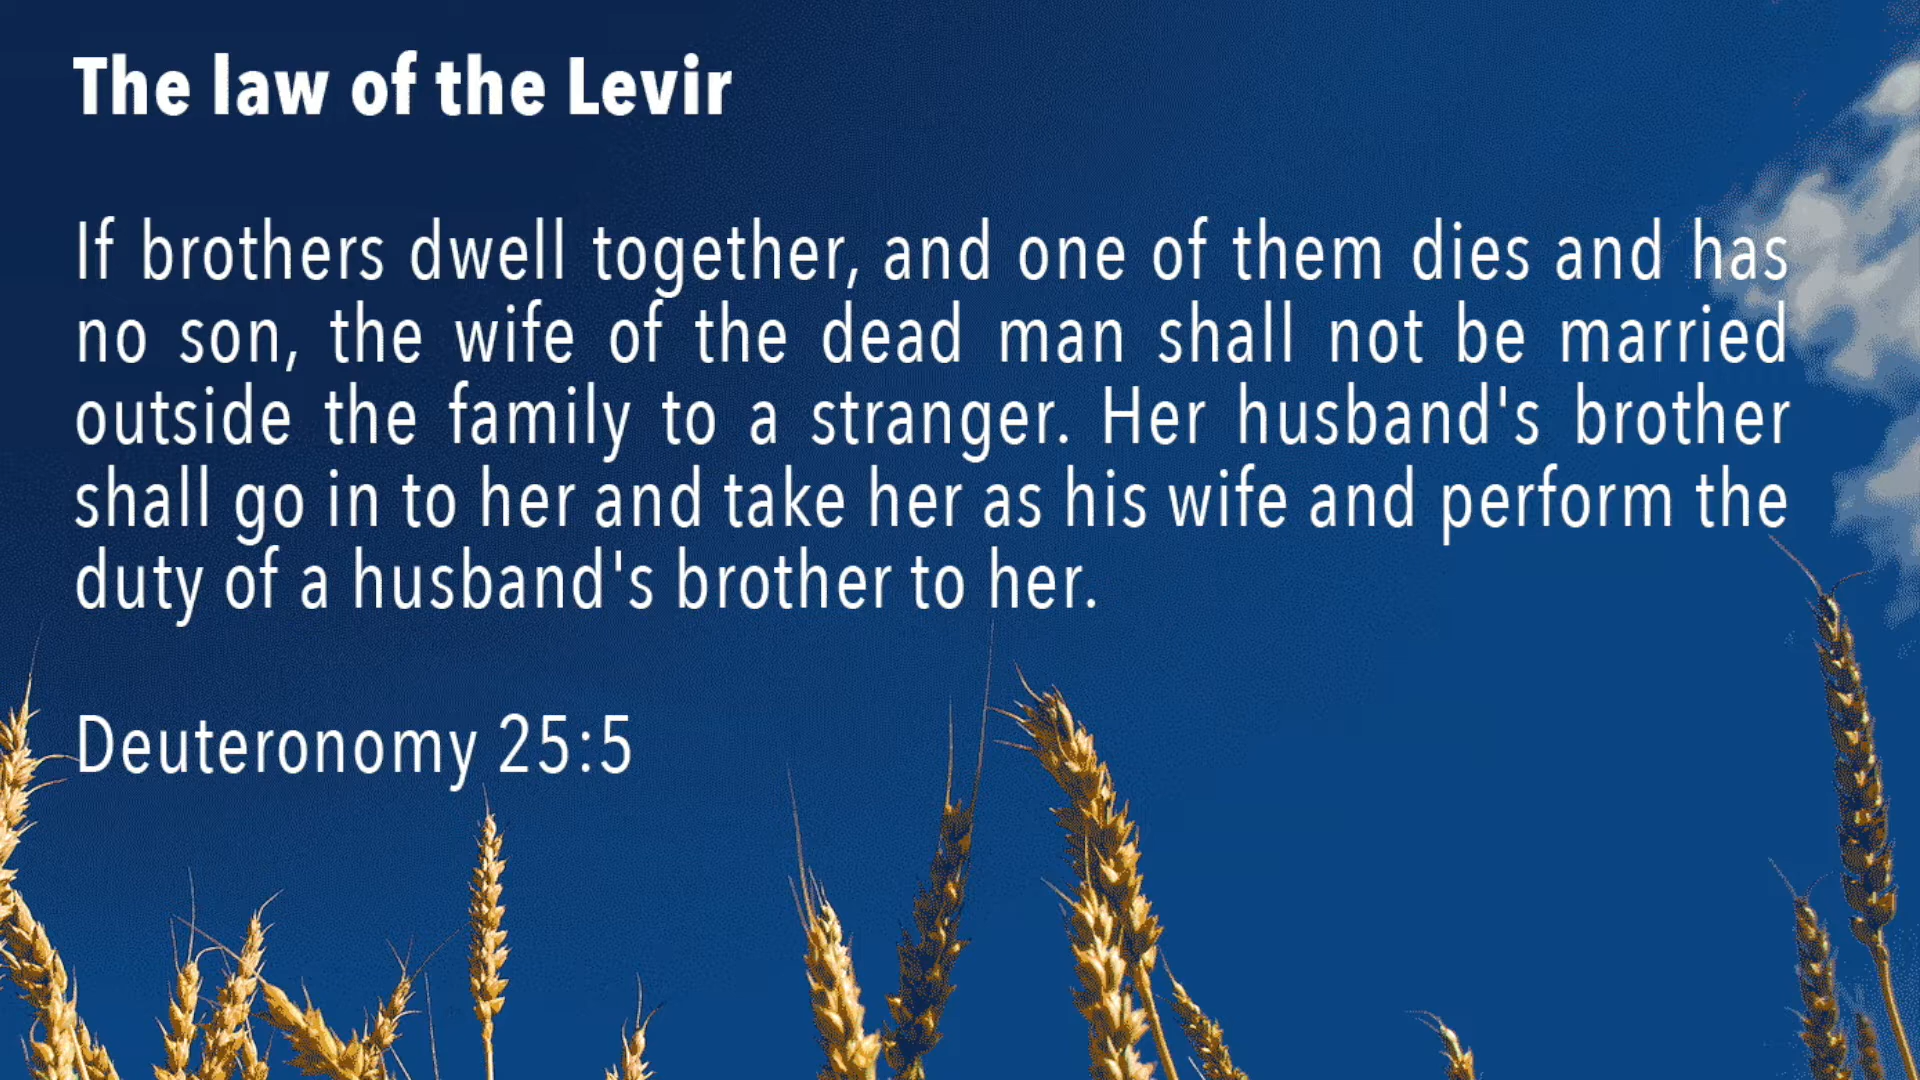 The law of the Levir
If brothers dwell together, and one of them dies and has
no son, the wife of the dead man shall not be married
outside the family to a stranger. Her husband's brother
shall go in to her and take her as his wife and perform the
duty of a husband's brother to her.
Deuteronomy 25:5